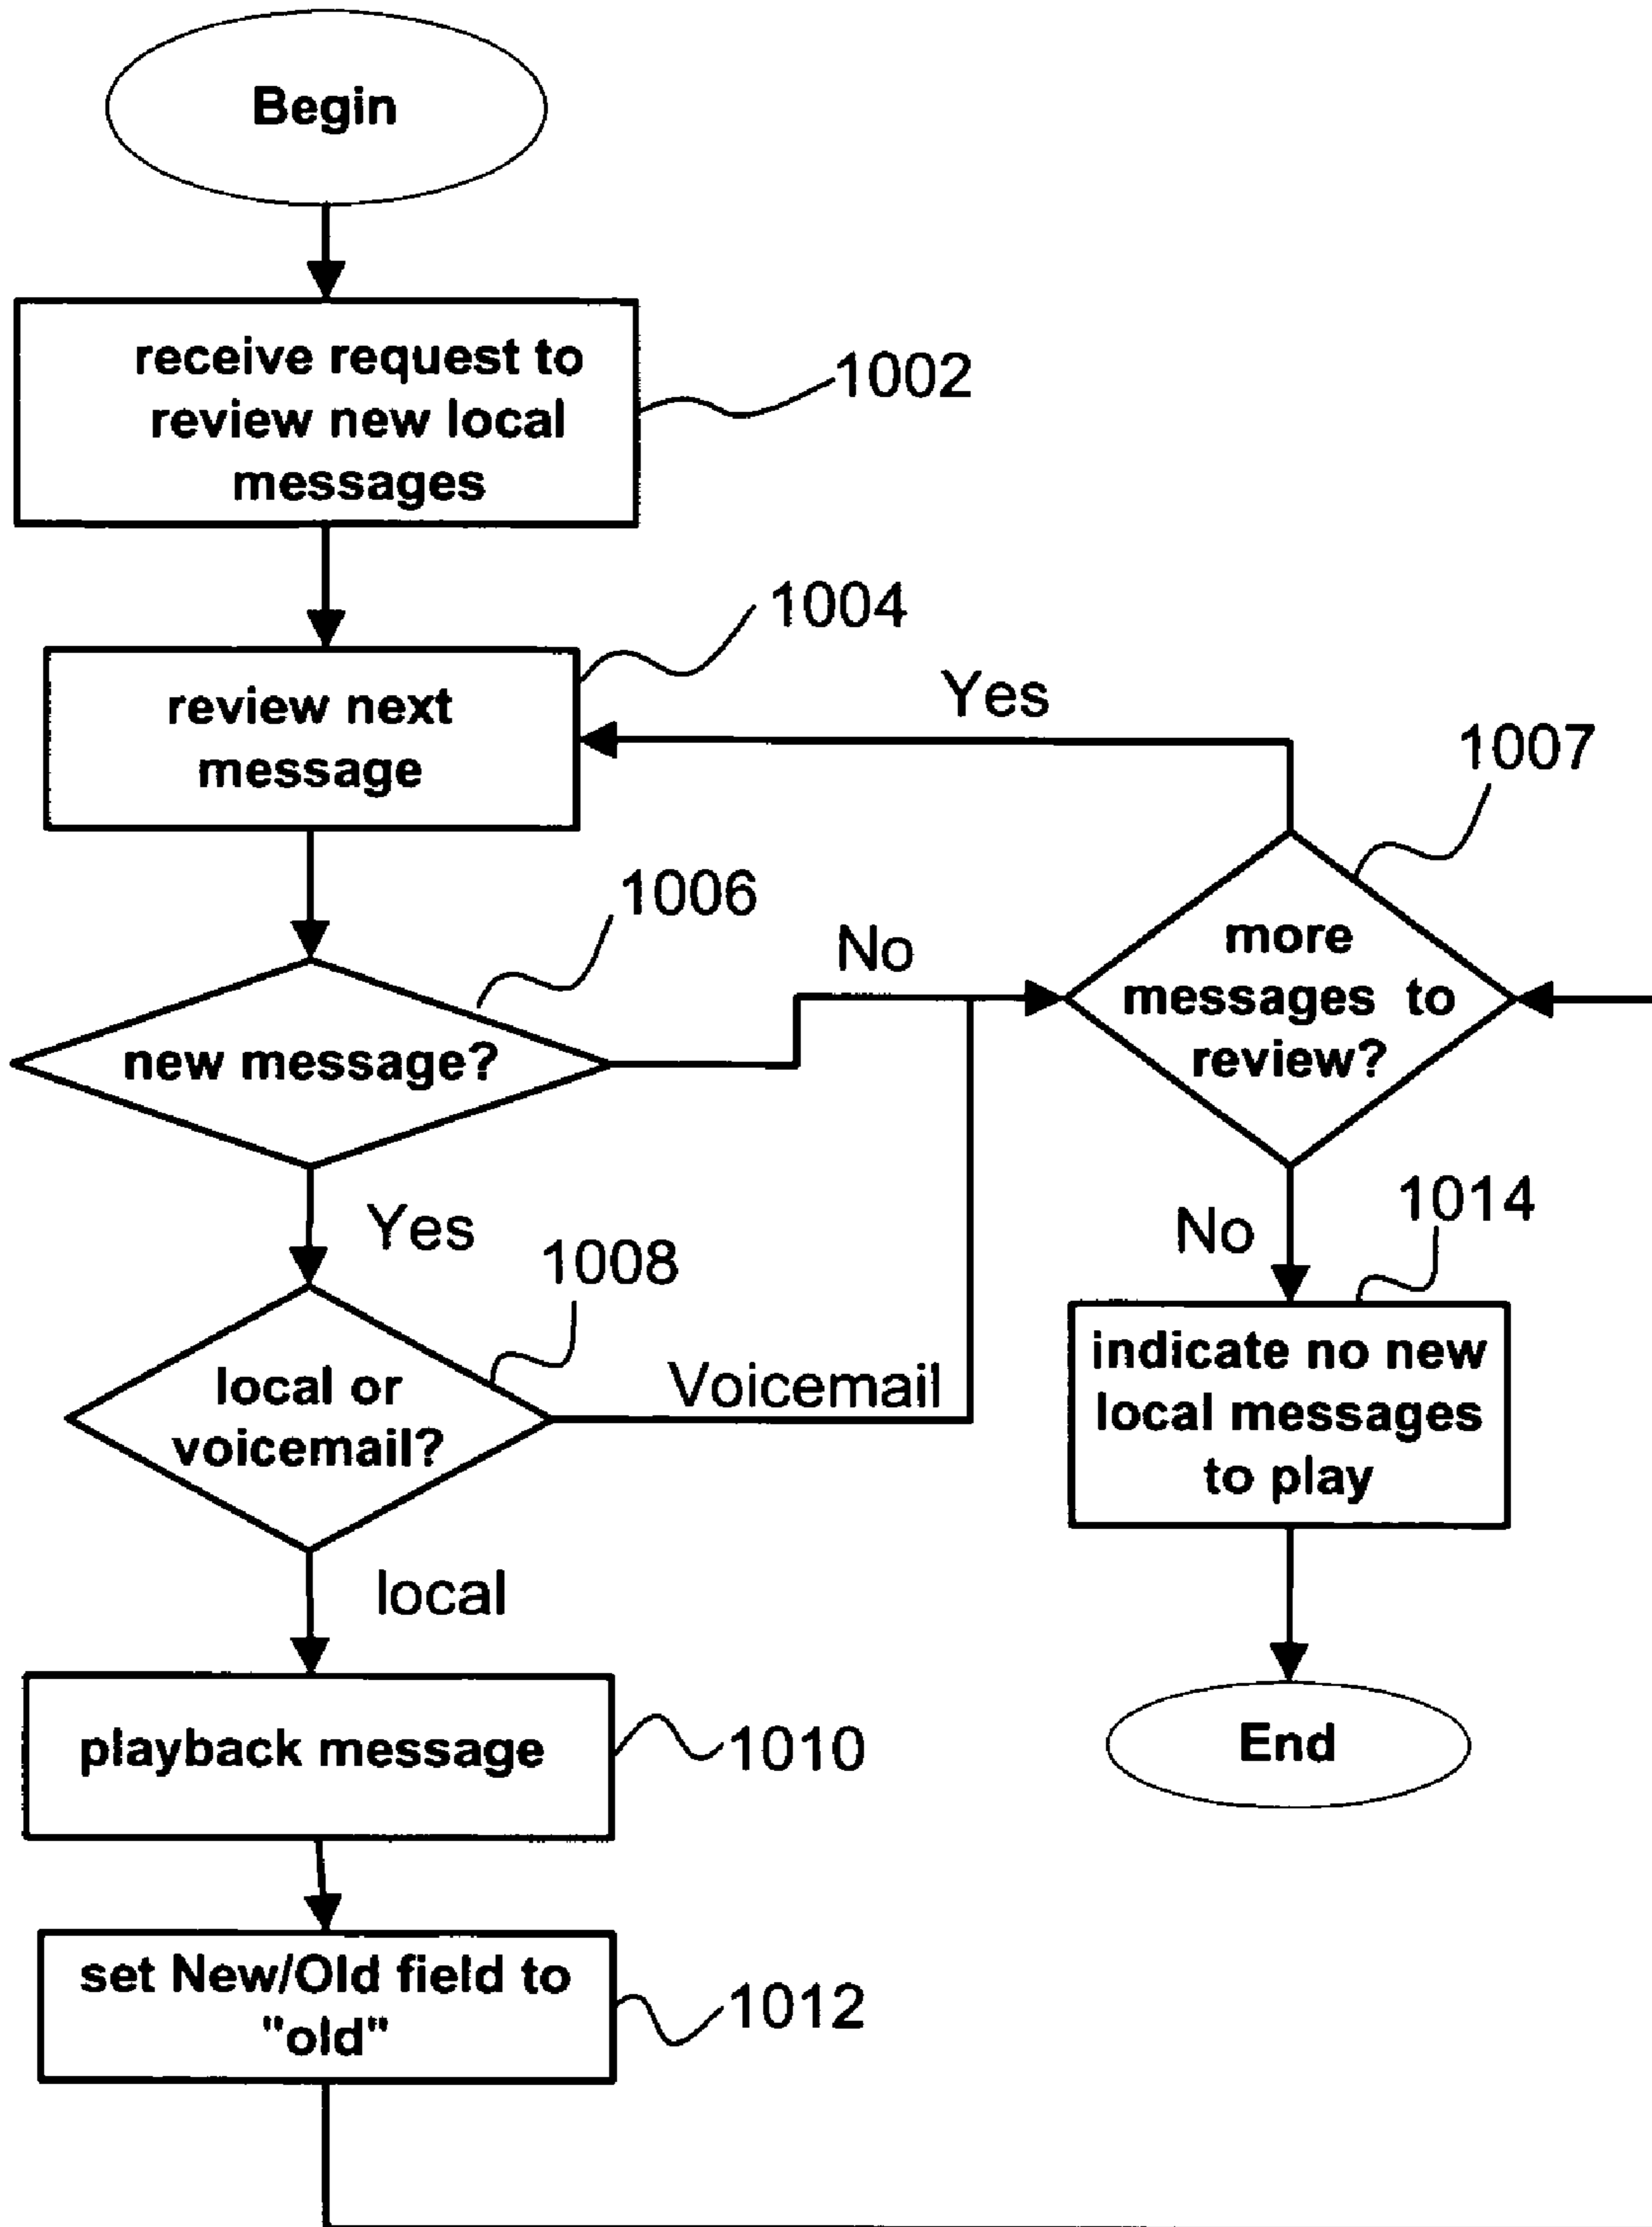 Begin
receive request to
review new local
messages
1002
1004
review next
message
Yes
1007
1006
No
more
messages to
review?
new message?
Yes
No
1014
1008
local or
voicemail?
Voicemail
indicate no new
local messages
to play
local
playback message
1010
End
set New/Old field to
"old"
1012